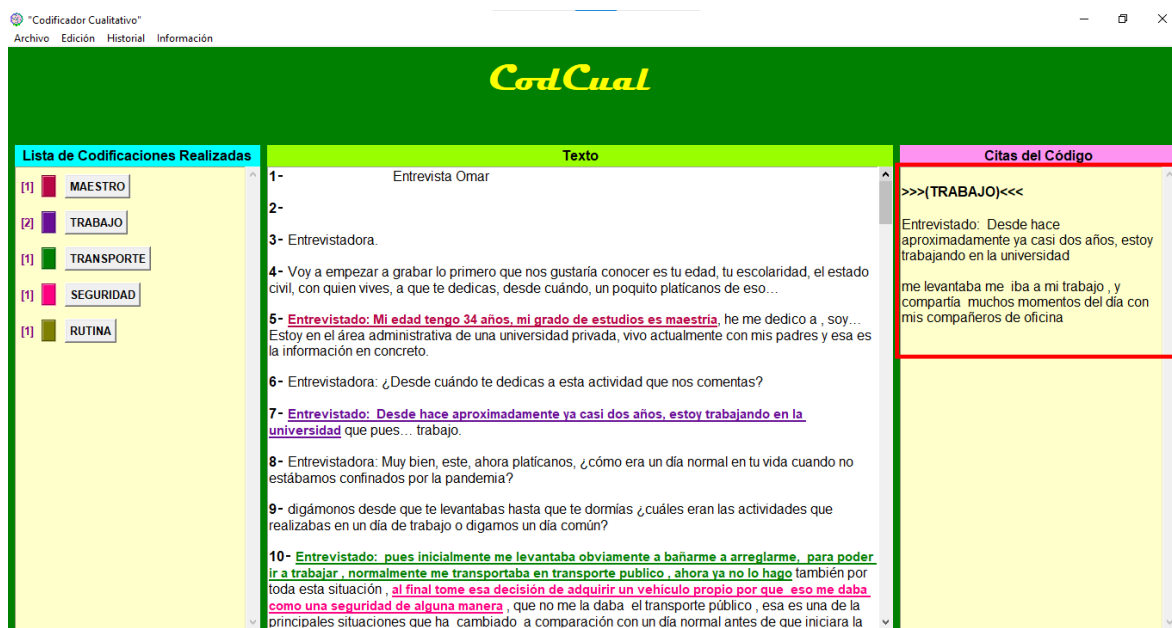 "Codificador Cualitativo"
Archivo Edición Historial Información
CodCual
Lista de Codificaciones Realizadas
[1] MAESTRO
[2] TRABAJO
[1] TRANSPORTE
[1] SEGURIDAD
[1] RUTINA
Texto
1- Entrevista Omar
2-
3- Entrevistadora.
4- Voy a empezar a grabar lo primero que nos gustaría conocer es tu edad, tu escolaridad, el estado
civil, con quien vives, a que te dedicas, desde cuándo, un poquito platícanos de eso…
5- Entrevistado: Mi edad tengo 34 años, mi grado de estudios es maestría, he me dedico a , soy…
Estoy en el área administrativa de una universidad privada, vivo actualmente con mis padres y esa es
la información en concreto.
6- Entrevistadora: ¿Desde cuándo te dedicas a esta actividad que nos comentas?
7- Entrevistado:  Desde hace aproximadamente ya casi dos años, estoy trabajando en la
universidad que pues… trabajo.
8- Entrevistadora: Muy bien, este, ahora platícanos, ¿cómo era un día normal en tu vida cuando no
estábamos confinados por la pandemia?
9- digámonos desde que te levantabas hasta que te dormías ¿cuáles eran las actividades que
realizabas en un día de trabajo o digamos un día común?
10- Entrevistado:  pues inicialmente me levantaba obviamente a bañarme a arreglarme,  para poder
ir a trabajar , normalmente me transportaba en transporte publico , ahora ya no lo hago también por
toda esta situación , al final tome esa decisión de adquirir un vehiculo propio por que  eso me daba
como una seguridad de alguna manera , que no me la daba  el transporte público , esa es una de la
principales situaciones que ha  cambiado  a comparación con un día normal antes de que iniciara la
Citas del Código
>>>(TRABAJO)<<<
Entrevistado:  Desde hace
aproximadamente ya casi dos años, estoy
trabajando en la universidad
me levantaba me  iba a mi trabajo , y
compartía  muchos momentos del día con
mis compañeros de oficina